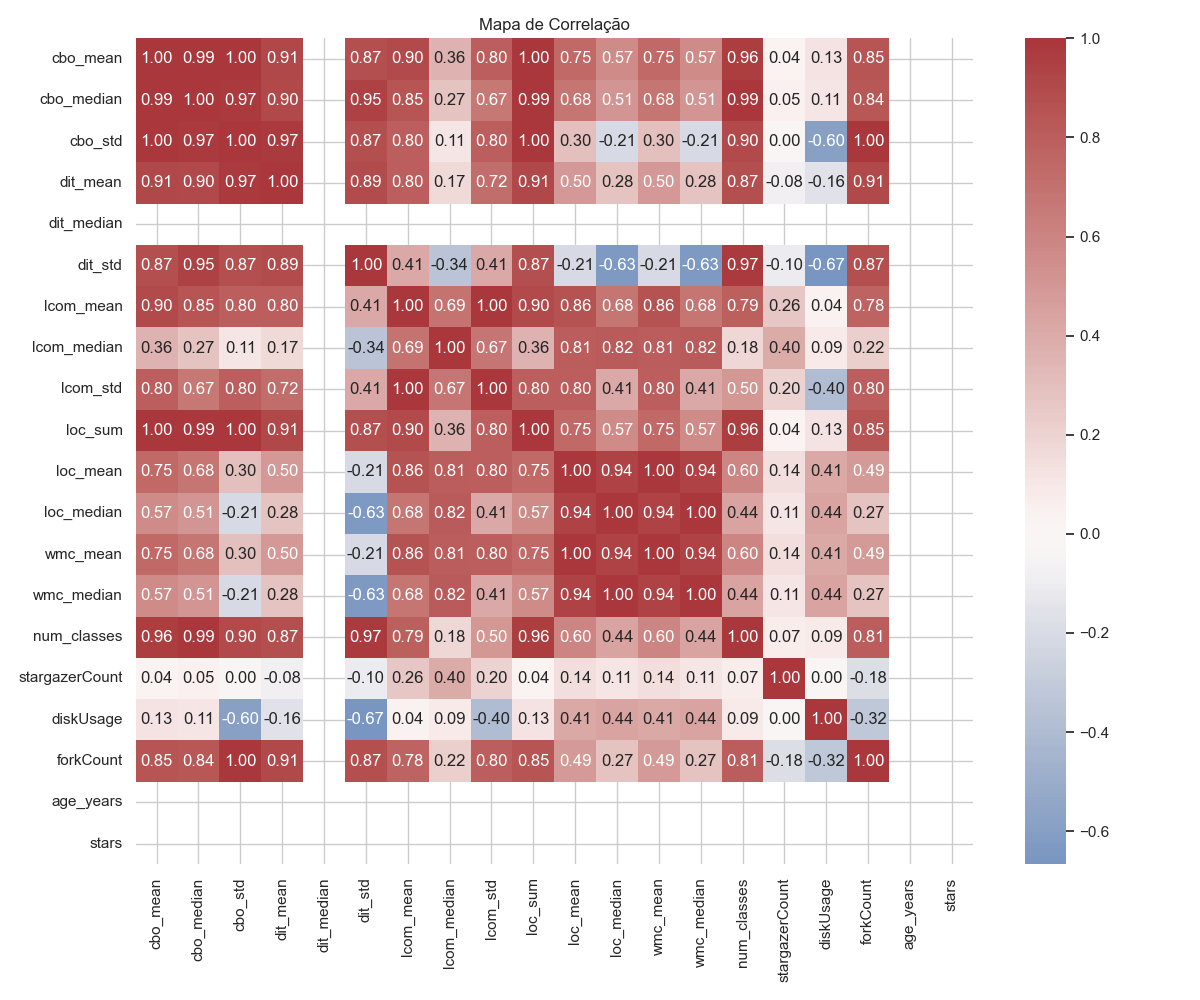 Mapa de Correlação
cbo_mean 1.00 0.99 1.00 0.91 0.87 0.90 0.36 0.80 1.00 0.75 0.57 0.75 0.57 0.96 0.04 0.13 0.85
cbo_median 0.99 1.00 0.97 0.90 0.95 0.85 0.27 0.67 0.99 0.68 0.51 0.68 0.51 0.99 0.05 0.11 0.84
cbo_std 1.00 0.97 1.00 0.97 0.87 0.80 0.11 0.80 1.00 0.30 -0.21 0.30 -0.21 0.90 0.00 -0.60 1.00
dit_mean 0.91 0.90 0.97 1.00 0.89 0.80 0.17 0.72 0.91 0.50 0.28 0.50 0.28 0.87 -0.08 -0.16 0.91
dit_median
dit_std 0.87 0.95 0.87 0.89 1.00 0.41 -0.34 0.41 0.87 -0.21 -0.63 -0.21 -0.63 0.97 -0.10 -0.67 0.87
lcom_mean 0.90 0.85 0.80 0.80 0.41 1.00 0.69 1.00 0.90 0.86 0.68 0.86 0.68 0.79 0.26 0.04 0.78
lcom_median 0.36 0.27 0.11 0.17 -0.34 0.69 1.00 0.67 0.36 0.81 0.82 0.81 0.82 0.18 0.40 0.09 0.22
lcom_std 0.80 0.67 0.80 0.72 0.41 1.00 0.67 1.00 0.80 0.80 0.41 0.80 0.41 0.50 0.20 -0.40 0.80
loc_sum 1.00 0.99 1.00 0.91 0.87 0.90 0.36 0.80 1.00 0.75 0.57 0.75 0.57 0.96 0.04 0.13 0.85
loc_mean 0.75 0.68 0.30 0.50 -0.21 0.86 0.81 0.80 0.75 1.00 0.94 1.00 0.94 0.60 0.14 0.41 0.49
loc_median 0.57 0.51 -0.21 0.28 -0.63 0.68 0.82 0.41 0.57 0.94 1.00 0.94 1.00 0.44 0.11 0.44 0.27
wmc_mean 0.75 0.68 0.30 0.50 -0.21 0.86 0.81 0.80 0.75 1.00 0.94 1.00 0.94 0.60 0.14 0.41 0.49
wmc_median 0.57 0.51 -0.21 0.28 -0.63 0.68 0.82 0.41 0.57 0.94 1.00 0.94 1.00 0.44 0.11 0.44 0.27
num_classes 0.96 0.99 0.90 0.87 0.97 0.79 0.18 0.50 0.96 0.60 0.44 0.60 0.44 1.00 0.07 0.09 0.81
stargazerCount 0.04 0.05 0.00 -0.08 -0.10 0.26 0.40 0.20 0.04 0.14 0.11 0.14 0.11 0.07 1.00 0.00 -0.18
diskUsage 0.13 0.11 -0.60 -0.16 -0.67 0.04 0.09 -0.40 0.13 0.41 0.44 0.41 0.44 0.09 0.00 1.00 -0.32
forkCount 0.85 0.84 1.00 0.91 0.87 0.78 0.22 0.80 0.85 0.49 0.27 0.49 0.27 0.81 -0.18 -0.32 1.00
age_years
stars
cbo_mean
cbo_median
cbo_std
dit_mean
dit_median
dit_std
lcom_mean
lcom_median
lcom_std
loc_sum
loc_mean
loc_median
wmc_mean
wmc_median
num_classes
stargazerCount
diskUsage
forkCount
age_years
stars
1.0
0.8
0.6
0.4
0.2
0.0
−0.2
−0.4
−0.6